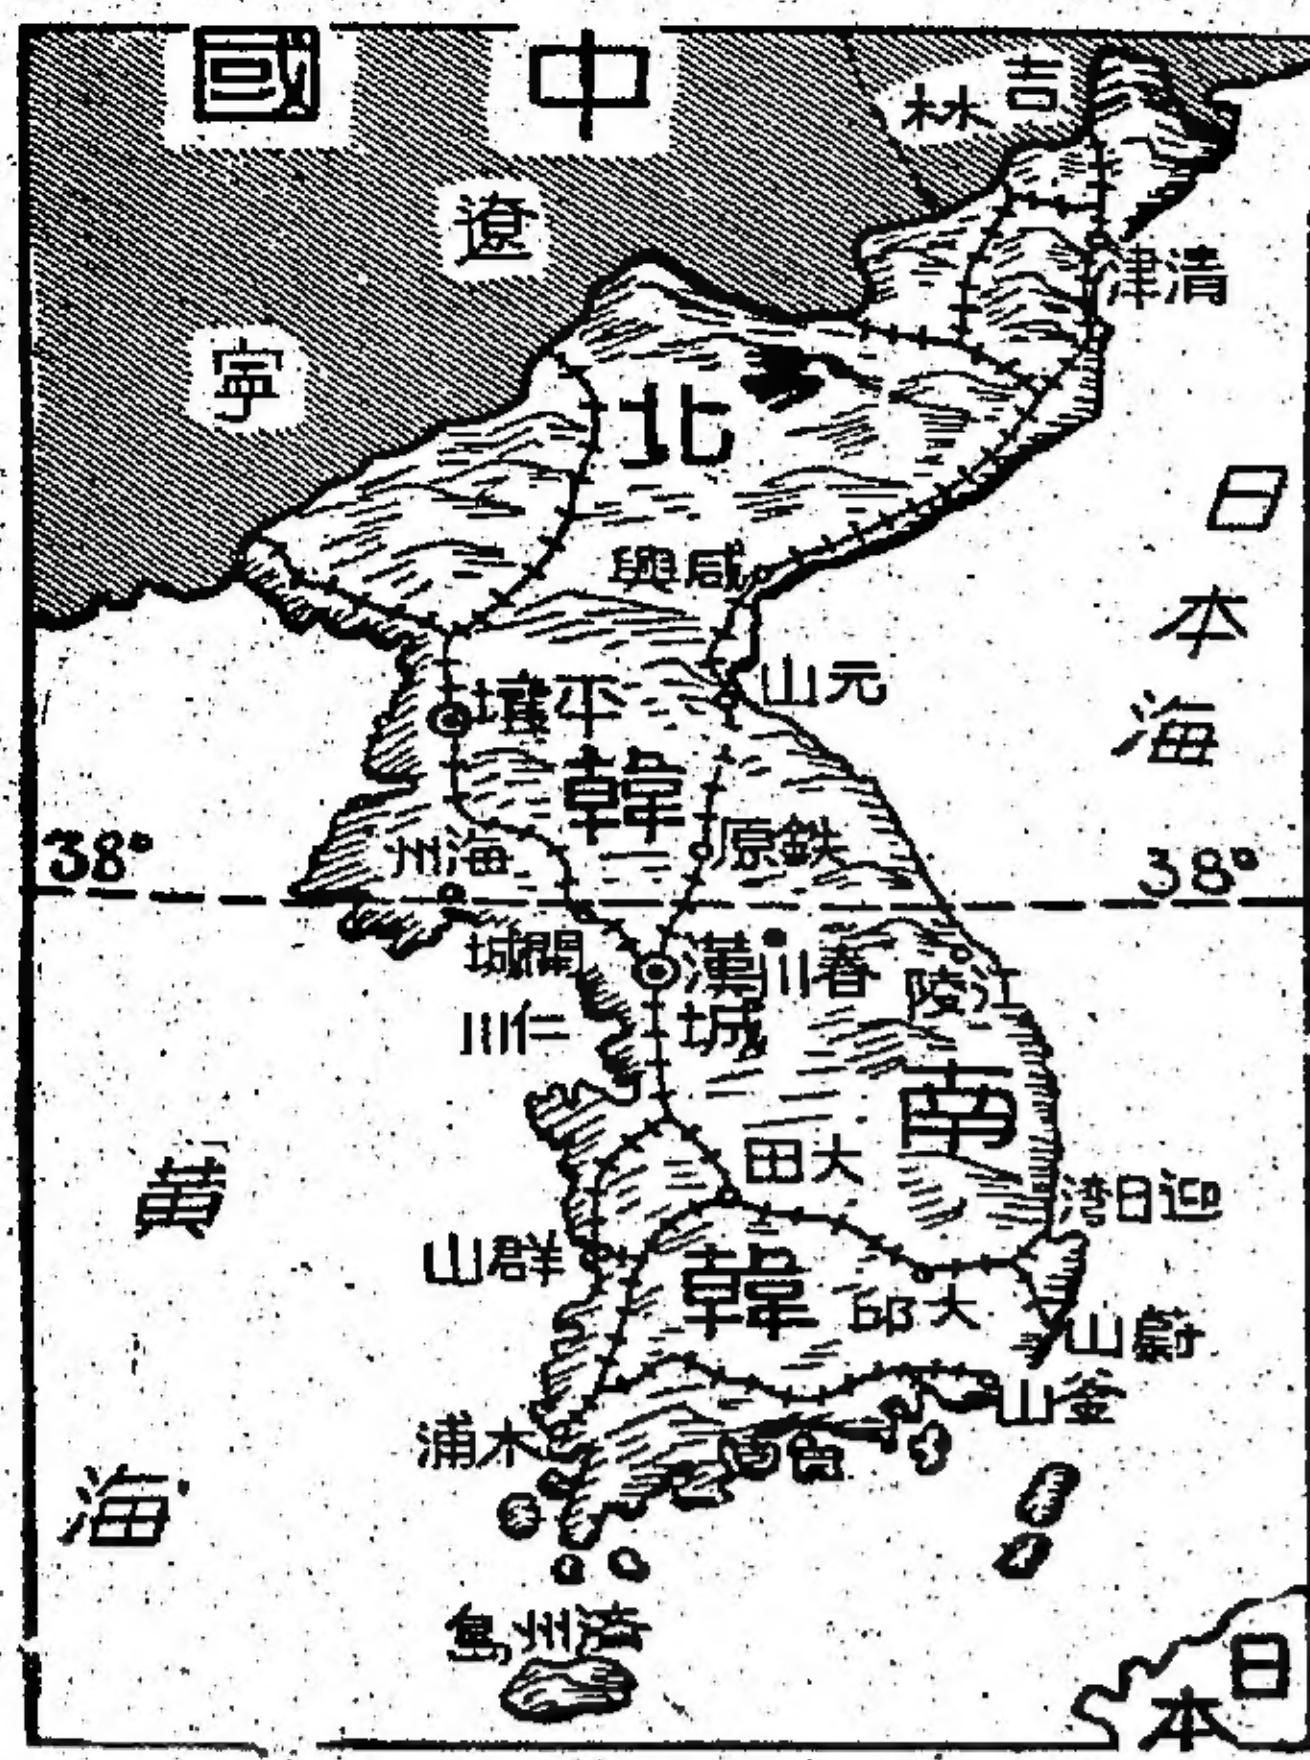 中國
吉林
遼寧
清津
北韓
日本海
咸興
元山
平壤
鉄原
海州
38°
38°
開城
漢城
春川
江陵
仁川
南韓
大田
迎日湾
群山
大邱
蔚山
釜山
木浦
黃海
濟州島
日本